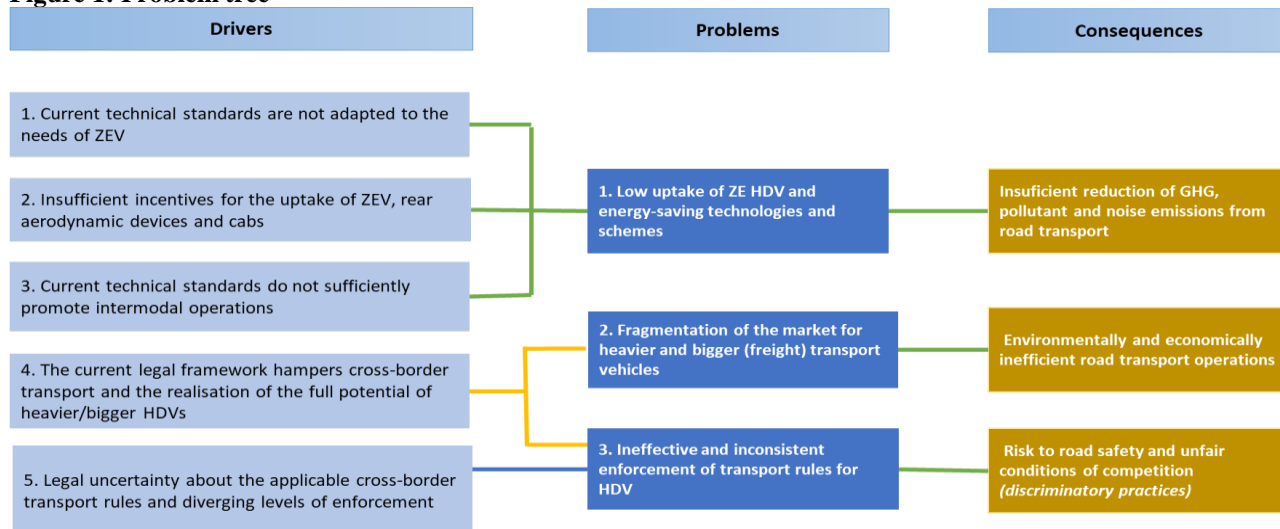 Figure 1: Problem tree
Drivers
Problems
Consequences
1. Current technical standards are not adapted to the
needs of ZEV
2. Insufficient incentives for the uptake of ZEV, rear
aerodynamic devices and cabs
3. Current technical standards do not sufficiently
promote intermodal operations
4. The current legal framework hampers cross-border
transport and the realisation of the full potential of
heavier/bigger HDVs
5. Legal uncertainty about the applicable cross-border
transport rules and diverging levels of enforcement
1. Low uptake of ZE HDV and
energy-saving technologies and
schemes
2. Fragmentation of the market for
heavier and bigger (freight) transport
vehicles
3. Ineffective and inconsistent
enforcement of transport rules for
HDV
Insuficient reduction of GHG,
pollutant and noise emissions from
road transport
Environmentally and economically
inefficient road transport operations
Risk to road safety and unfair
conditions of competition
(discriminatory practices)